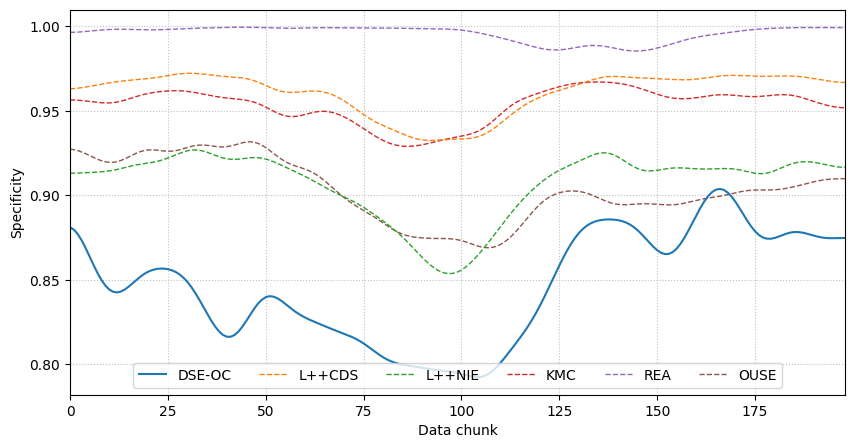 1.00
0.95
0.90
0.85
0.80
Specificity
DSE-OC L++CDS L++NIE KMC REA OUSE
0 25 50 75 100 125 150 175
Data chunk